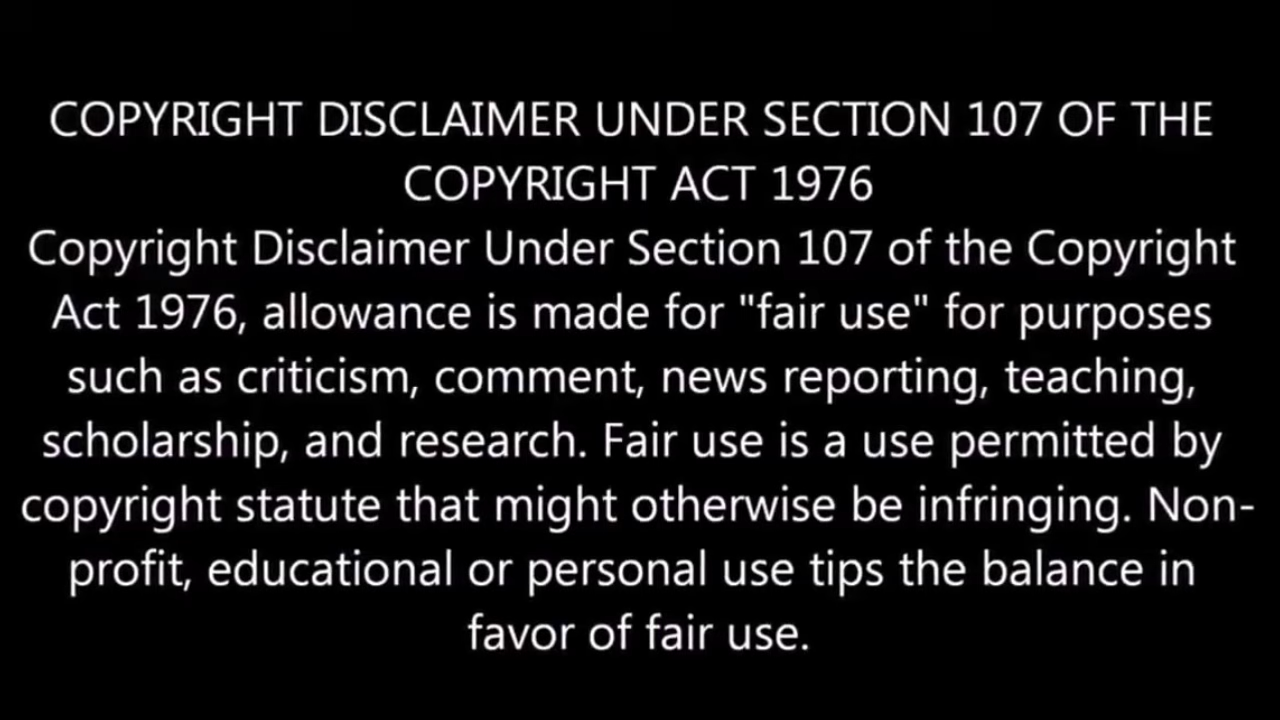 COPYRIGHT DISCLAIMER UNDER SECTION 107 OF THE
COPYRIGHT ACT 1976
Copyright Disclaimer Under Section 107 of the Copyright
Act 1976, allowance is made for "fair use" for purposes
such as criticism, comment, news reporting, teaching,
scholarship, and research. Fair use is a use permitted by
copyright statute that might otherwise be infringing. Non-
profit, educational or personal use tips the balance in
favor of fair use.